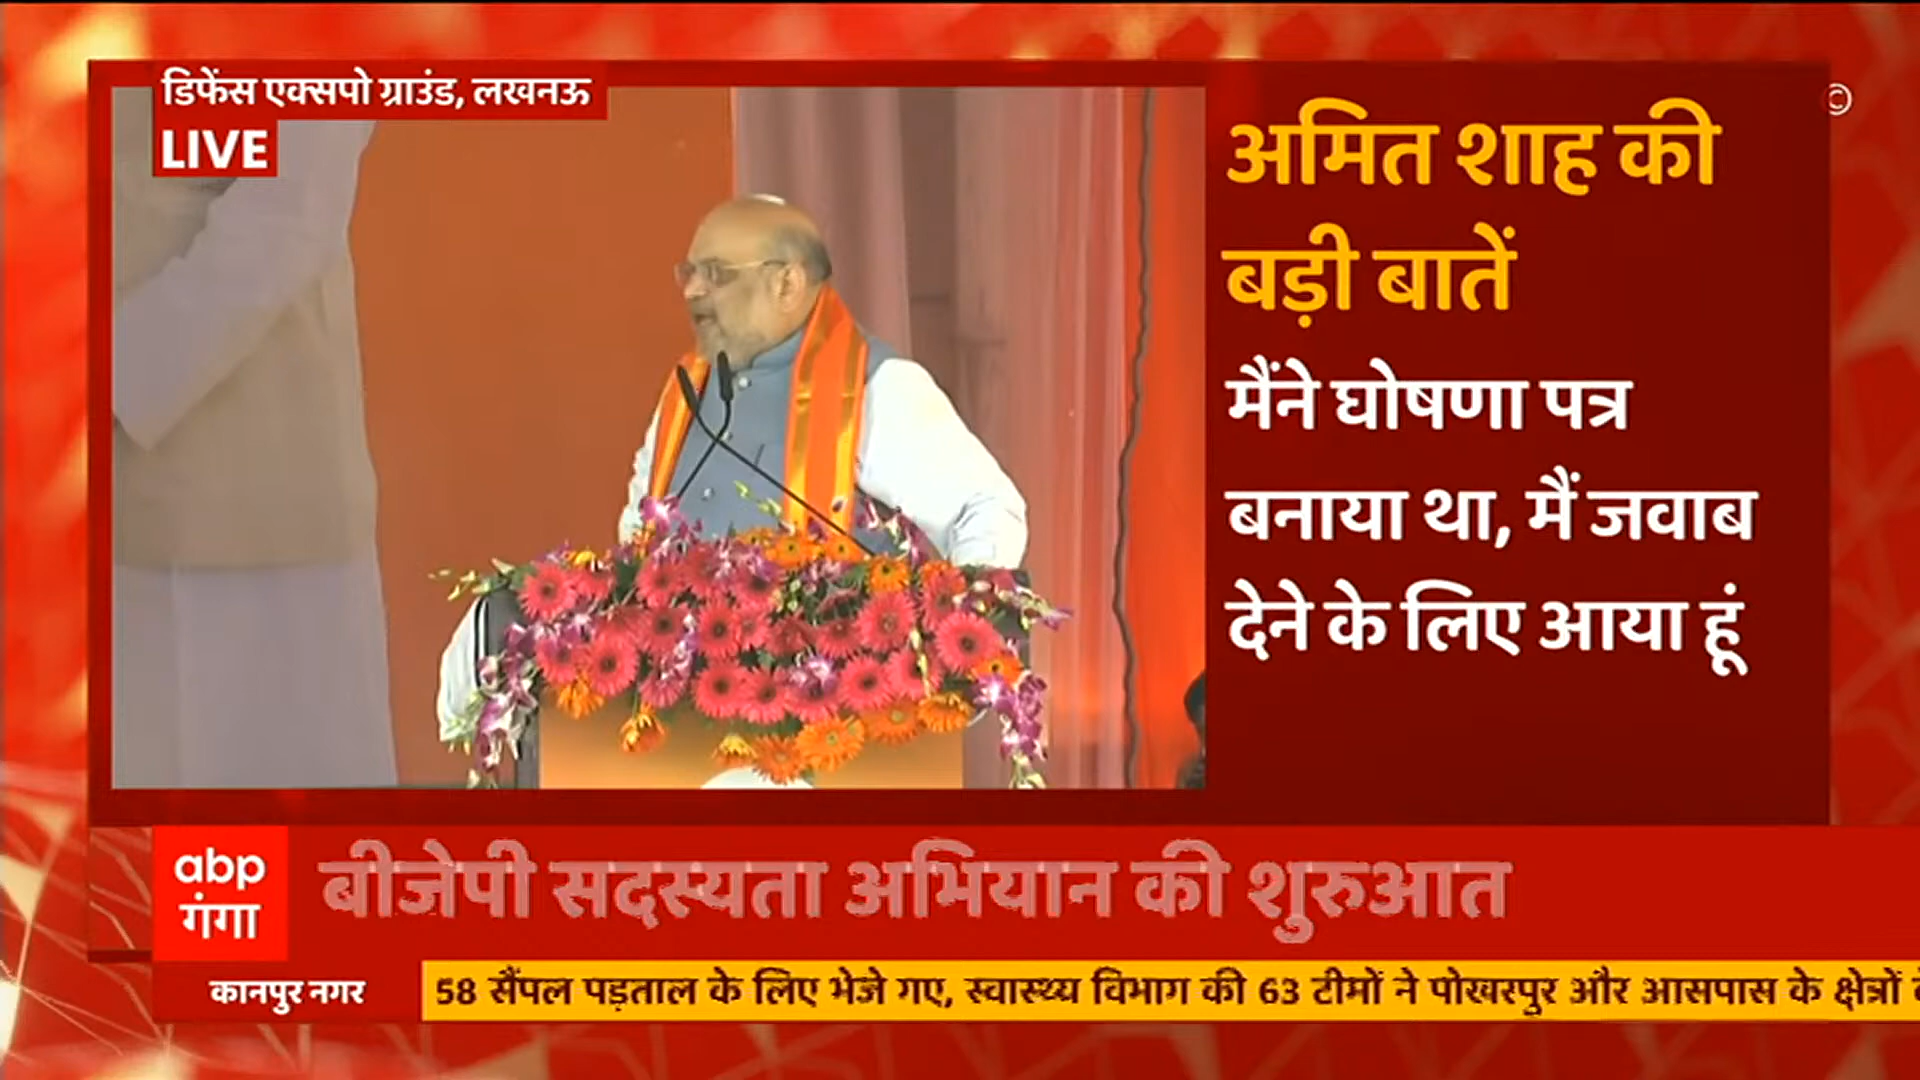 डिफेंस एक्सपो ग्राउंड, लखनऊ
LIVE
©
अमित शाह की
बड़ी बातें
मैंने घोषणा पत्र
बनाया था, मैं जवाब
देने के लिए आया हूं
abp
गंगा
बीजेपी सदस्यता अभियान की शुरुआत
कानपुर नगर
58 सैंपल पड़ताल के लिए भेजे गए, स्वास्थ्य विभाग की 63 टीमों ने पोखरपुर और आसपास के क्षेत्रों